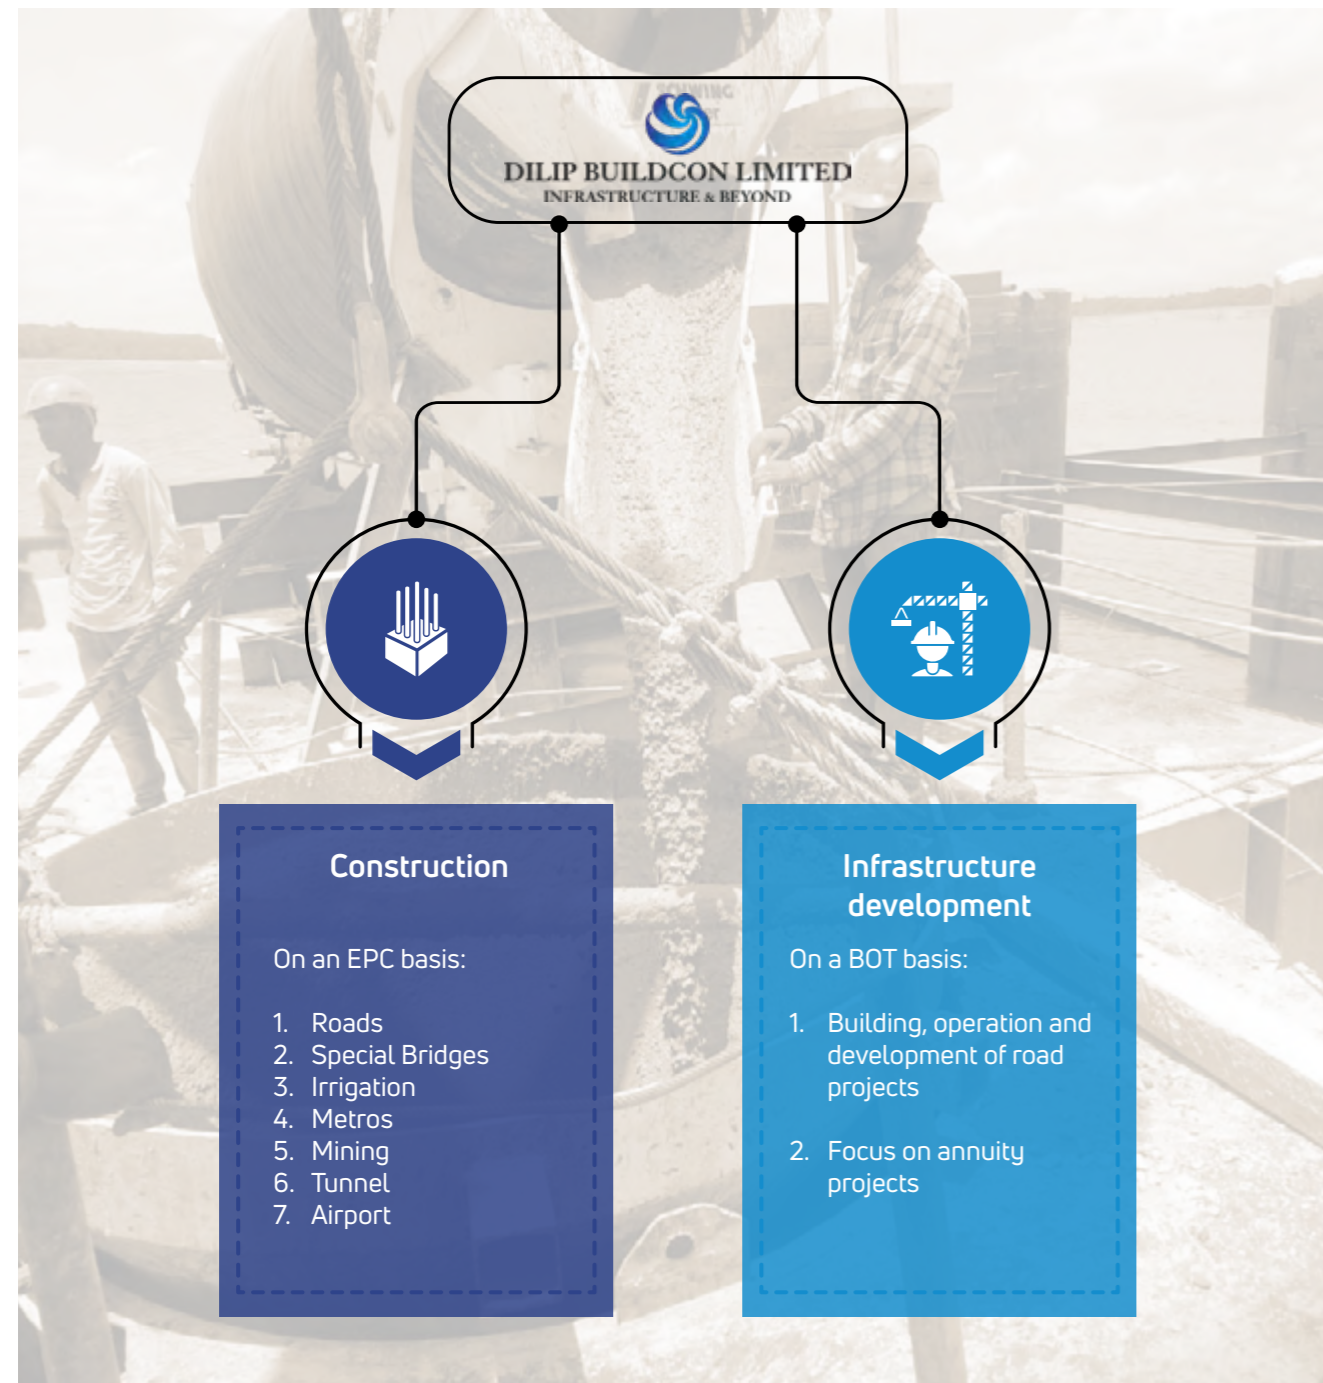 SCHWING
DILIP BUILDCON LIMITED
INFRASTRUCTURE & BEYOND
Construction
On an EPC basis:
1. Roads
2. Special Bridges
3. Irrigation
4. Metros
5. Mining
6. Tunnel
7. Airport
Infrastructure
development
On a BOT basis:
1. Building, operation and
development of road
projects
2. Focus on annuity
projects